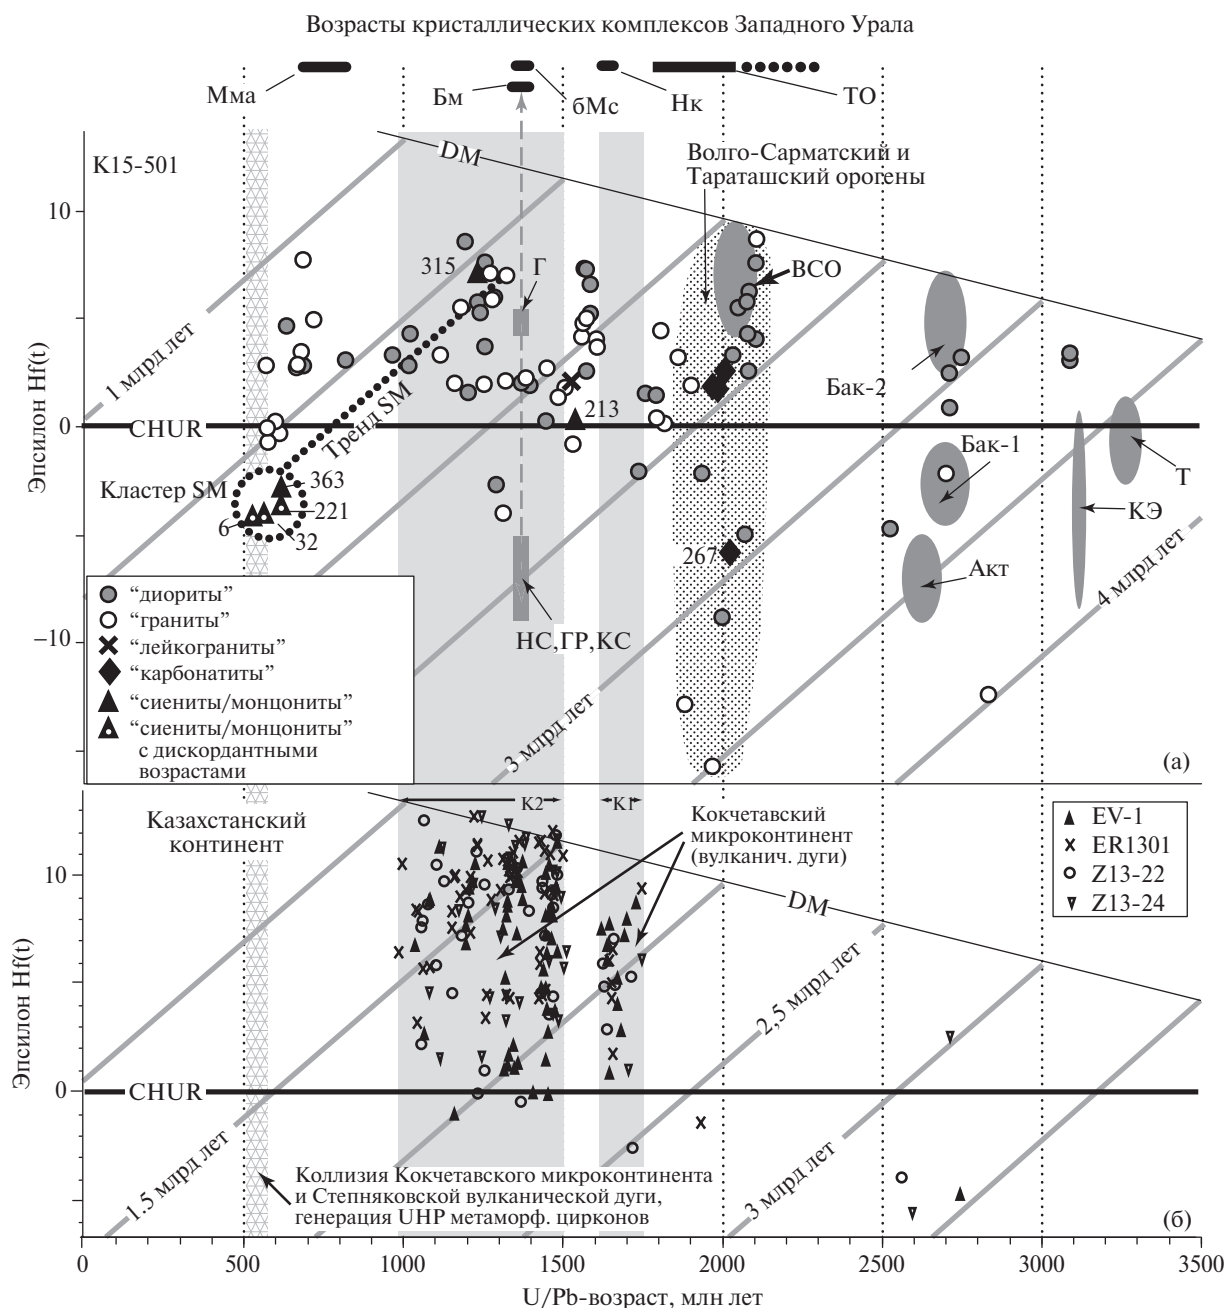 Возрасты кристаллических комплексов Западного Урала
Мма
Бм
бМс
Нк
ТО
K15-501
DM
Волго-Сарматский и
Тараташский орогены
10
315
Г
ВСО
Эпсилон Hf(t)
1 млрд лет
Тренд SM
213
Бак-2
0
CHUR
Бак-1
Т
Кластер SM
363
221
6
32
267
КЭ
Акт
4 млрд лет
“диориты”
“граниты”
“лейкограниты”
“карбонатиты”
“сиениты/монцониты”
“сиениты/монцониты”
с дискордантными
возрастами
–10
НС,ГР,КС
3 млрд лет
(а)
Казахстанский
континент
К2
К1
Кокчетавский
микроконтинент
(вулканич. дуги)
EV-1
ER1301
Z13-22
Z13-24
10
DM
Эпсилон Hf(t)
2,5 млрд лет
0
CHUR
1.5 млрд лет
Коллизия Кокчетавского микроконтинента
и Степняковской вулканической дуги,
генерация UHP метаморф. цирконов
3 млрд лет
(б)
0 500 1000 1500 2000 2500 3000 3500
U/Pb-возраст, млн лет